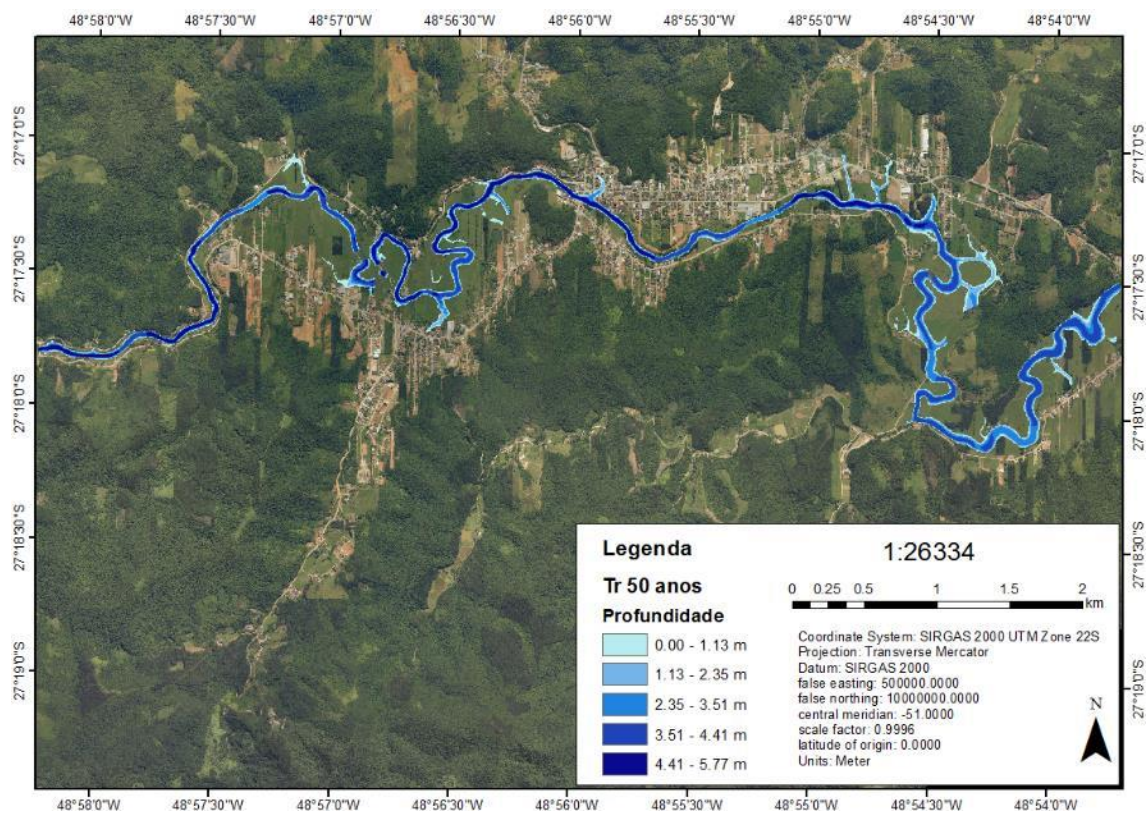 48°58'0"W 48°57'30"W 48°57'0"W 48°56'30"W 48°56'0"W 48°55'30"W 48°55'0"W 48°54'30"W 48°54'0"W
27°17'0"S 27°17'0"S
27°17'30"S 27°17'30"S
27°18'0"S 27°18'0"S
27°18'30"S 27°18'30"S
27°19'0"S 27°19'0"S
Legenda
1:26334
Tr 50 anos
Profundidade
0.00 - 1.13 m
1.13 - 2.35 m
2.35 - 3.51 m
3.51 - 4.41 m
4.41 - 5.77 m
0 0.25 0.5 1 1.5 2
km
Coordinate System: SIRGAS 2000 UTM Zone 22S
Projection: Transverse Mercator
Datum: SIRGAS 2000
false easting: 500000.0000
false northing: 10000000.0000
central meridian: -51.0000
scale factor: 0.9996
latitude of origin: 0.0000
Units: Meter
N
48°58'0"W 48°57'30"W 48°57'0"W 48°56'30"W 48°56'0"W 48°55'30"W 48°55'0"W 48°54'30"W 48°54'0"W